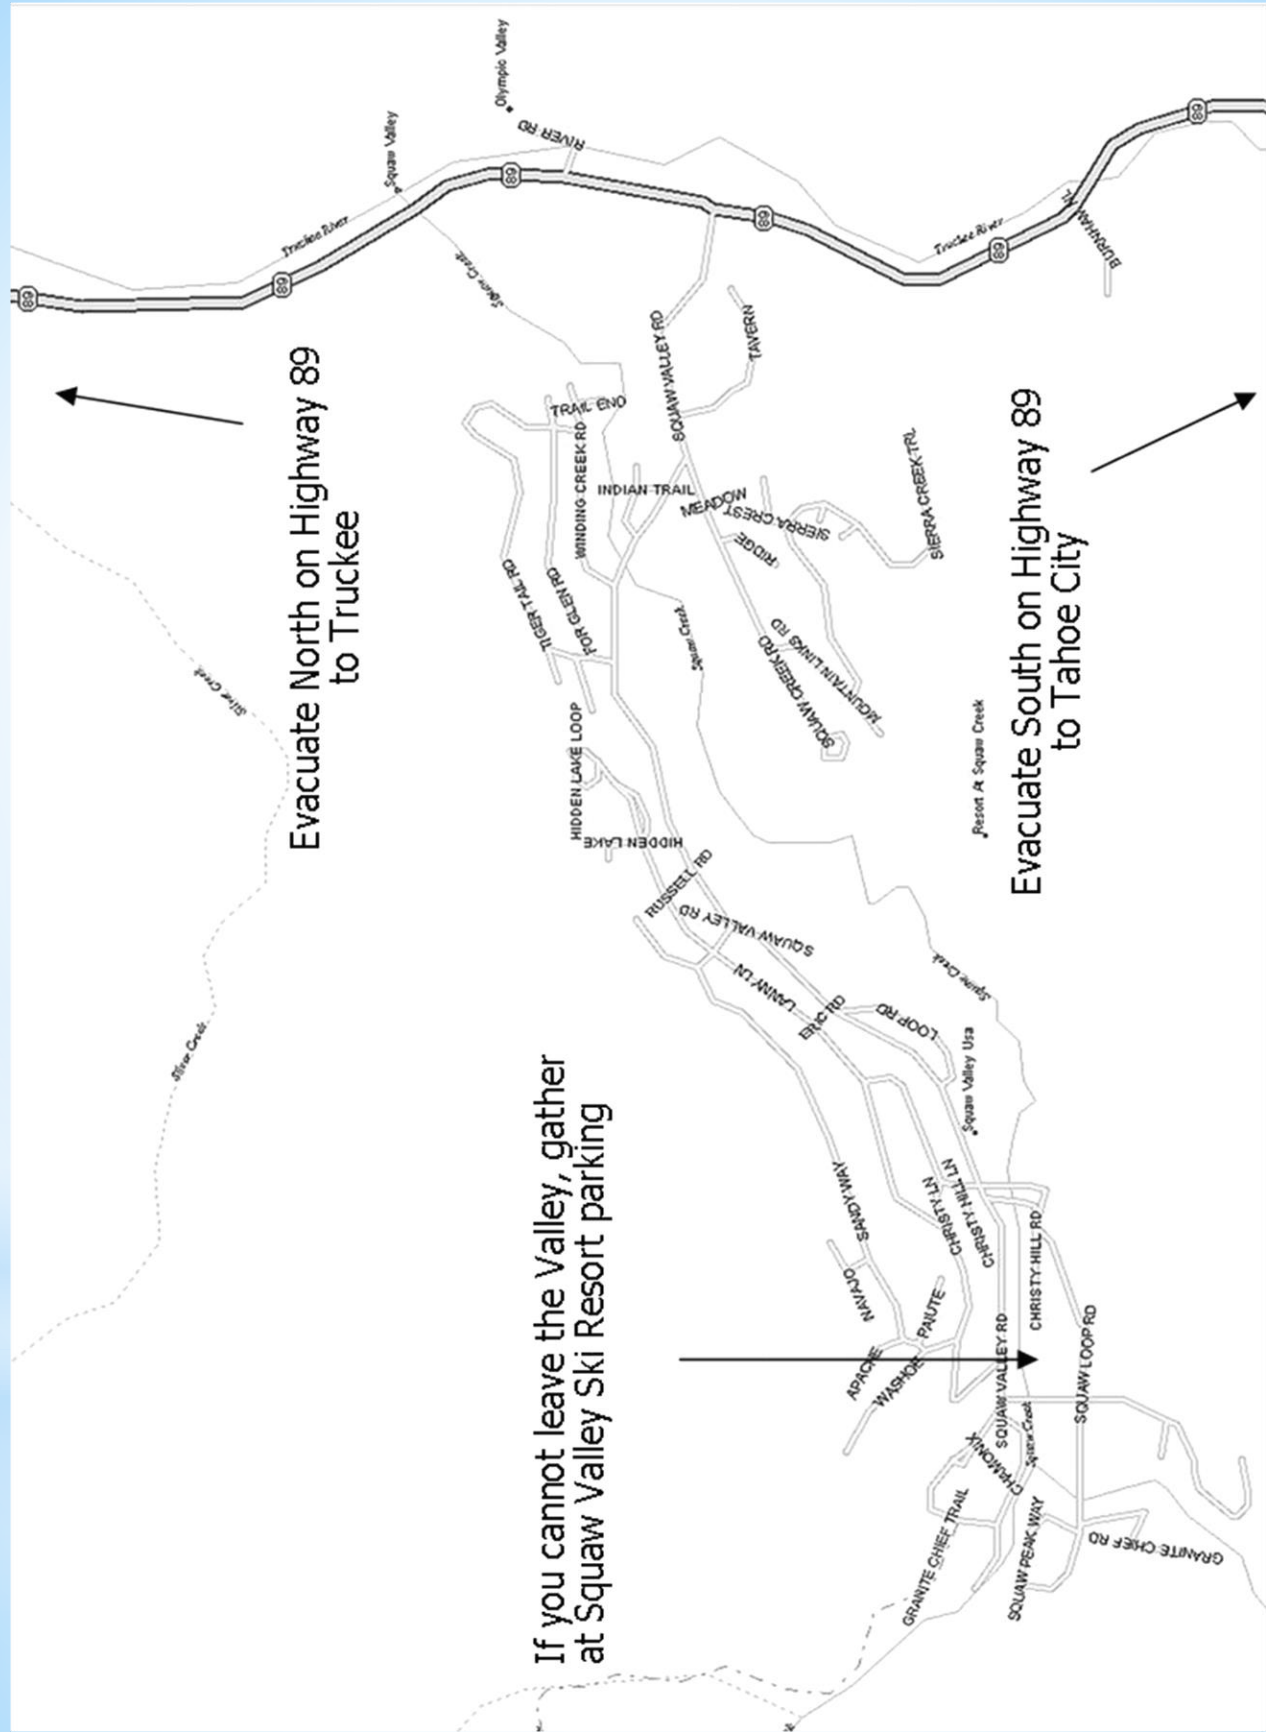 Evacuate North on Highway 89
to Truckee
If you cannot leave the Valley, gather
at Squaw Valley Ski Resort parking
Evacuate South on Highway 89
to Tahoe City
89
89
89
89
89
89
Silver Creek
Silver Creek
Truckee River
Squaw Valley
Olympic Valley
RIVER RD
Squaw Creek
Truckee River
BURNHAM LN
TRAIL END
TIGER TAIL RD
FOR GLEN RD
WINDING CREEK RD
INDIAN TRAIL
SQUAW VALLEY RD
TAVERN
MEADOW
SIERRA CREST
RIDGE
SIERRA CREEK TRL
SQUAW CREEK RD
MOUNTAIN LINKS RD
SQUAW
Squaw Creek
Resort At Squaw Creek
HIDDEN LAKE LOOP
HIDDEN LAKE
RUSSELL RD
SQUAW VALLEY RD
LANNY LN
ERIC RD
LOOP RD
Squaw Creek
Squaw Valley Usa
SANDY WAY
NAVAJO
APACHE
WASHOE
PAIUTE
CHRISTY LN
CHRISTY HILL LN
CHRISTY HILL RD
SQUAW VALLEY RD
SQUAW LOOP RD
Squaw Creek
CHAMONIX
GRANITE CHIEF TRAIL
SQUAW PEAK WAY
GRANITE CHIEF RD